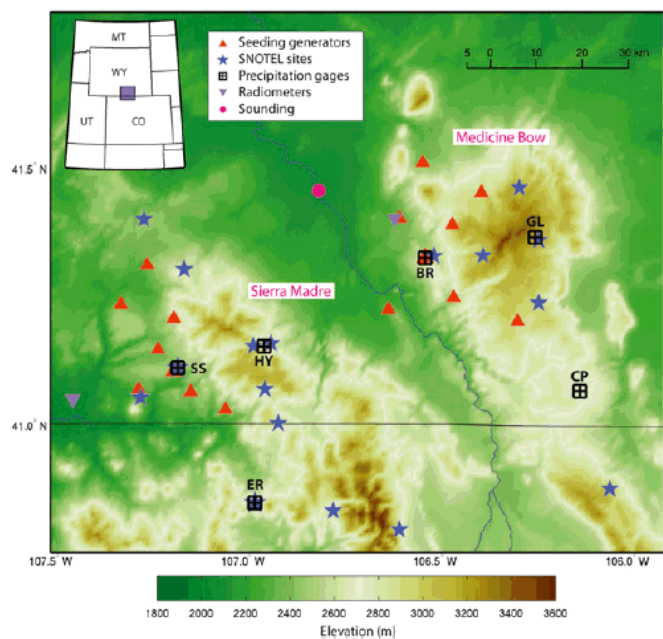 MT
WY
UT
CO
Seeding generators
SNOTEL sites
Precipitation gages
Radiometers
Sounding
5 0 10 20 30 km
Medicine Bow
41.5° N
GL
BR
Sierra Madre
HY
SS
CP
41.0° N
ER
107.5° W 107.0° W 106.5° W 106.0° W
1800 2000 2200 2400 2600 2800 3000 3200 3400 3600
Elevation (m)